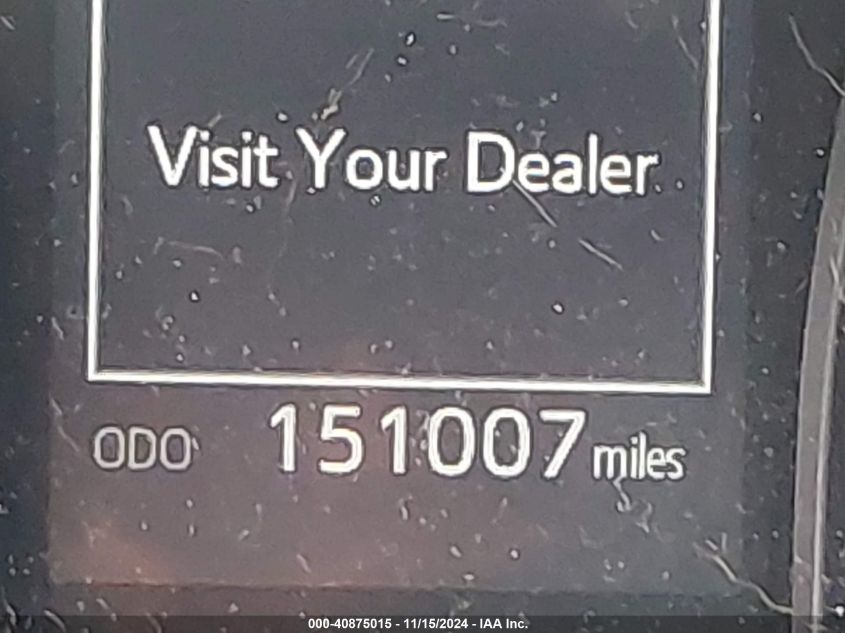 Visit Your Dealer
ODO 151007 miles
000-40875015 - 11/15/2024 - IAA Inc.